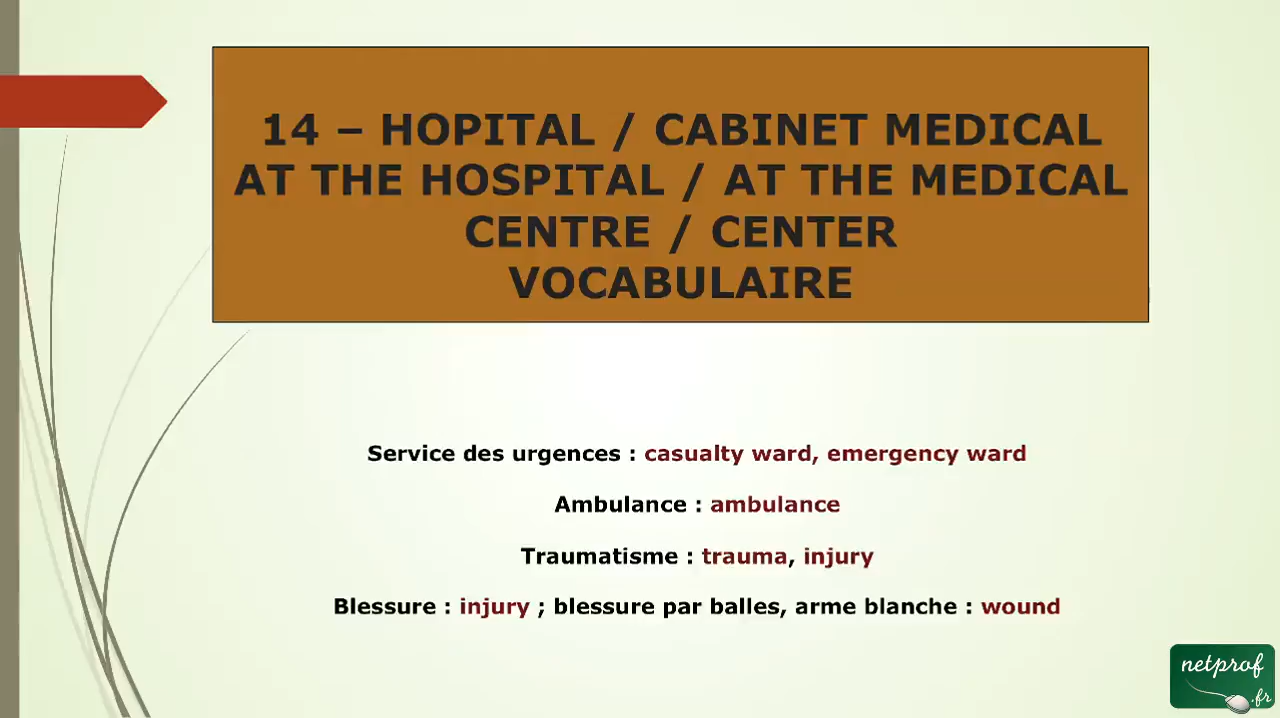 14 – HOPITAL / CABINET MEDICAL
AT THE HOSPITAL / AT THE MEDICAL
CENTRE / CENTER
VOCABULAIRE
Service des urgences : casualty ward, emergency ward
Ambulance : ambulance
Traumatisme : trauma, injury
Blessure : injury ; blessure par balles, arme blanche : wound
netprof
.fr